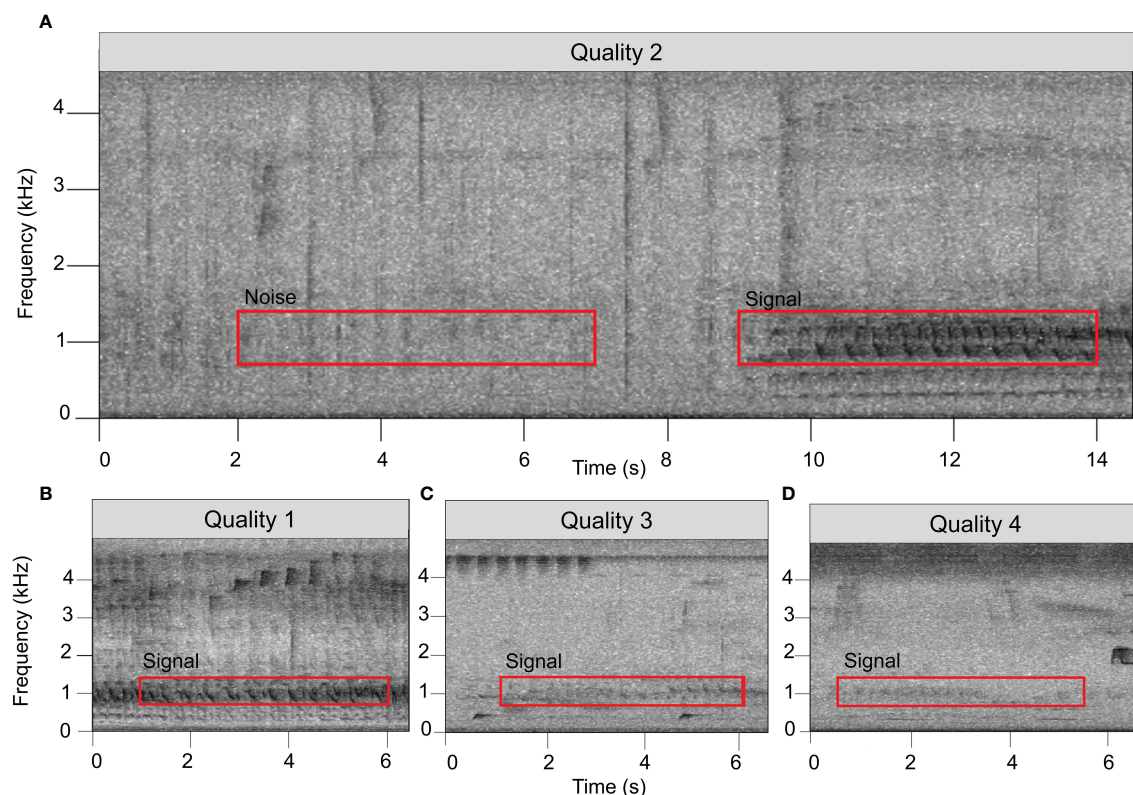 A
Quality 2
Frequency (kHz)
4
3
2
1
0
Noise
Signal
0 2 4 6 8 10 12 14
Time (s)
B
Quality 1
Frequency (kHz)
4
3
2
1
0
Signal
0 2 4 6
C
Quality 3
4
3
2
1
0
Signal
0 2 4 6
Time (s)
D
Quality 4
4
3
2
1
0
Signal
0 2 4 6